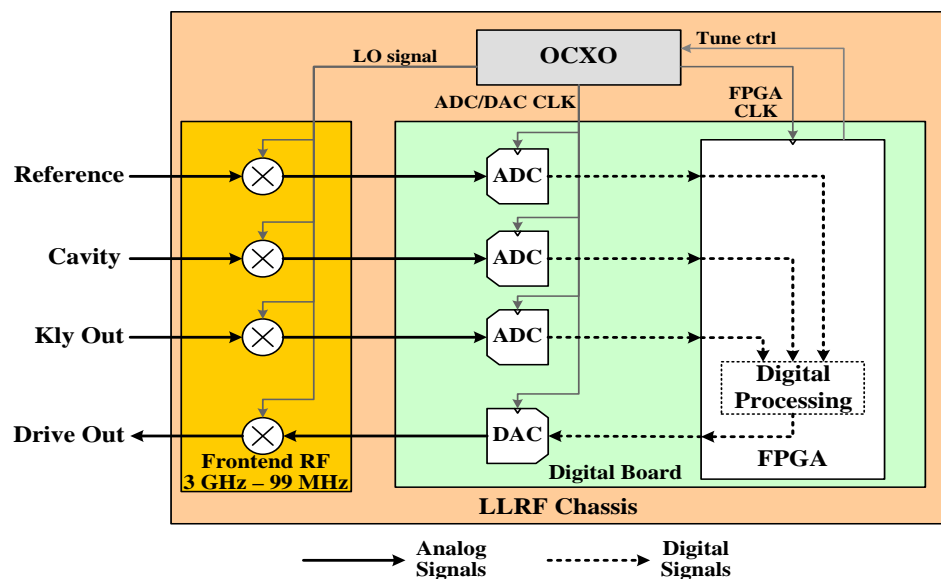 OCXO
Tune ctrl
LO signal
ADC/DAC CLK
FPGA
CLK
Reference
ADC
Cavity
ADC
Kly Out
ADC
Digital
Processing
Drive Out
DAC
FPGA
Frontend RF
3 GHz – 99 MHz
Digital Board
LLRF Chassis
Analog
Signals
Digital
Signals